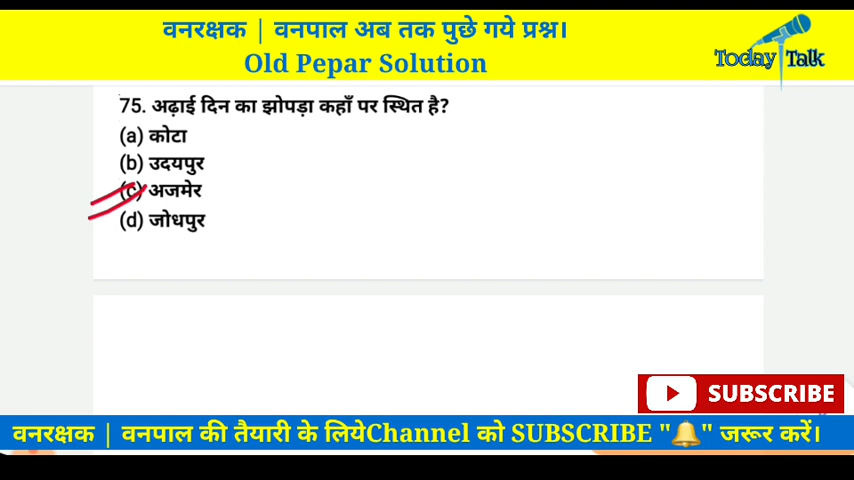 वनरक्षक | वनपाल अब तक पुछे गये प्रश्न।
Old Pepar Solution
Today Talk
75. अढ़ाई दिन का झोपड़ा कहाँ पर स्थित है?
(a) कोटा
(b) उदयपुर
(c) अजमेर
(d) जोधपुर
SUBSCRIBE
वनरक्षक | वनपाल की तैयारी के लियेChannel को SUBSCRIBE "🔔" जरूर करें।